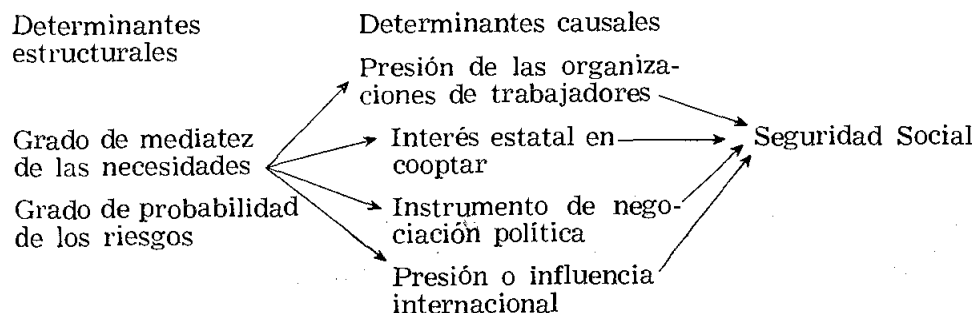 Determinantes
estructurales
Determinantes causales
Presión de las organiza-
ciones de trabajadores
Grado de mediatez
de las necesidades
Interés estatal en
cooptar
Seguridad Social
Grado de probabilidad
de los riesgos
Instrumento de nego-
ciación política
Presión o influencia
internacional